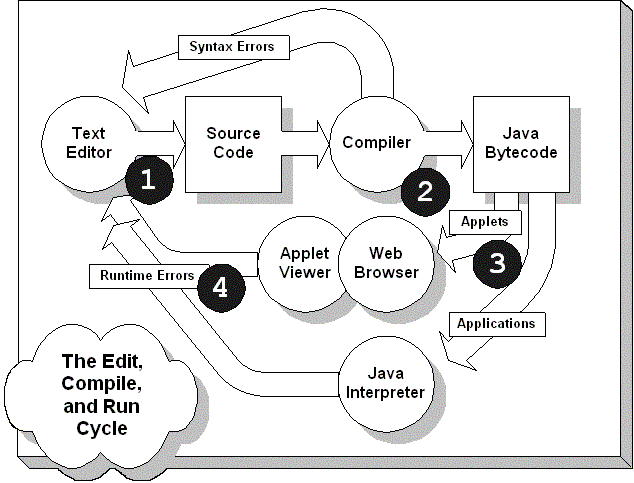 Syntax Errors
Text
Editor
Source
Code
Compiler
Java
Bytecode
1
2
Applets
Applet
Viewer
Web
Browser
3
Runtime Errors
4
Applications
The Edit,
Compile,
and Run
Cycle
Java
Interpreter